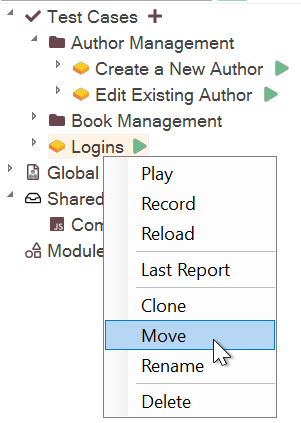 Test Cases
Author Management
Create a New Author
Edit Existing Author
Book Management
Logins
Global
Play
Shared
Record
JS Com
Reload
Module
Last Report
Clone
Move
Rename
Delete